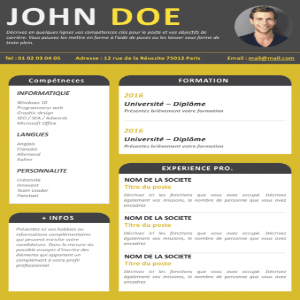 JOHN DOE
Décrivez en quelques lignes vos compétences clés pour le poste et vos objectifs de
carrière. Vous pouvez les mettre en forme à l'aide de puces ou les laisser sous forme de
texte plein.
Tel : 01 02 03 04 05 Adresse : 12 rue de la Réussite 75012 Paris Email : mail@mail.com
Compétneces
INFORMATIQUE
Windows 10
Programmeur web
Graphic design
SEO / SEA / Adwords
Microsoft Office
LANGUES
Anglais
Français
Allemand
Italien
PERSONNALITE
Créativité
Innovant
Team Leader
Ponctuel
+ INFOS
Présentez ici vos hobbies ou
informations complémentaires
qui peuvent enrichir votre
candidature. Dans la mesure du
possible essayez d'inscrire des
éléments qui apportent un
complément à votre profil
professionnel.
FORMATION
2016
Université – Diplôme
Présentez brièvement votre formation
2016
Université – Diplôme
Présentez brièvement votre formation
EXPERIENCE PRO.
NOM DE LA SOCIETE
Titre du poste
Décrivez ici les fonctions que vous avez occupé. Décrivez
également vos missions, le nombre de personne que vous avez
encadrez
NOM DE LA SOCIETE
Titre du poste
Décrivez ici les fonctions que vous avez occupé. Décrivez
également vos missions, le nombre de personne que vous avez
encadrez
NOM DE LA SOCIETE
Titre du poste
Décrivez ici les fonctions que vous avez occupé. Décrivez
également vos missions, le nombre de personne que vous avez
encadrez